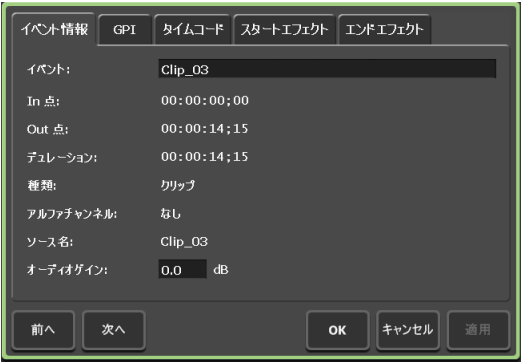 イベント情報 GPI タイムコード スタートエフェクト エンドエフェクト
イベント: Clip_03
In 点: 00:00:00;00
Out 点: 00:00:14;15
デュレーション: 00:00:14;15
種類: クリップ
アルファチャンネル: なし
ソース名: Clip_03
オーディオゲイン: 0.0 dB
前へ 次へ OK キャンセル 適用